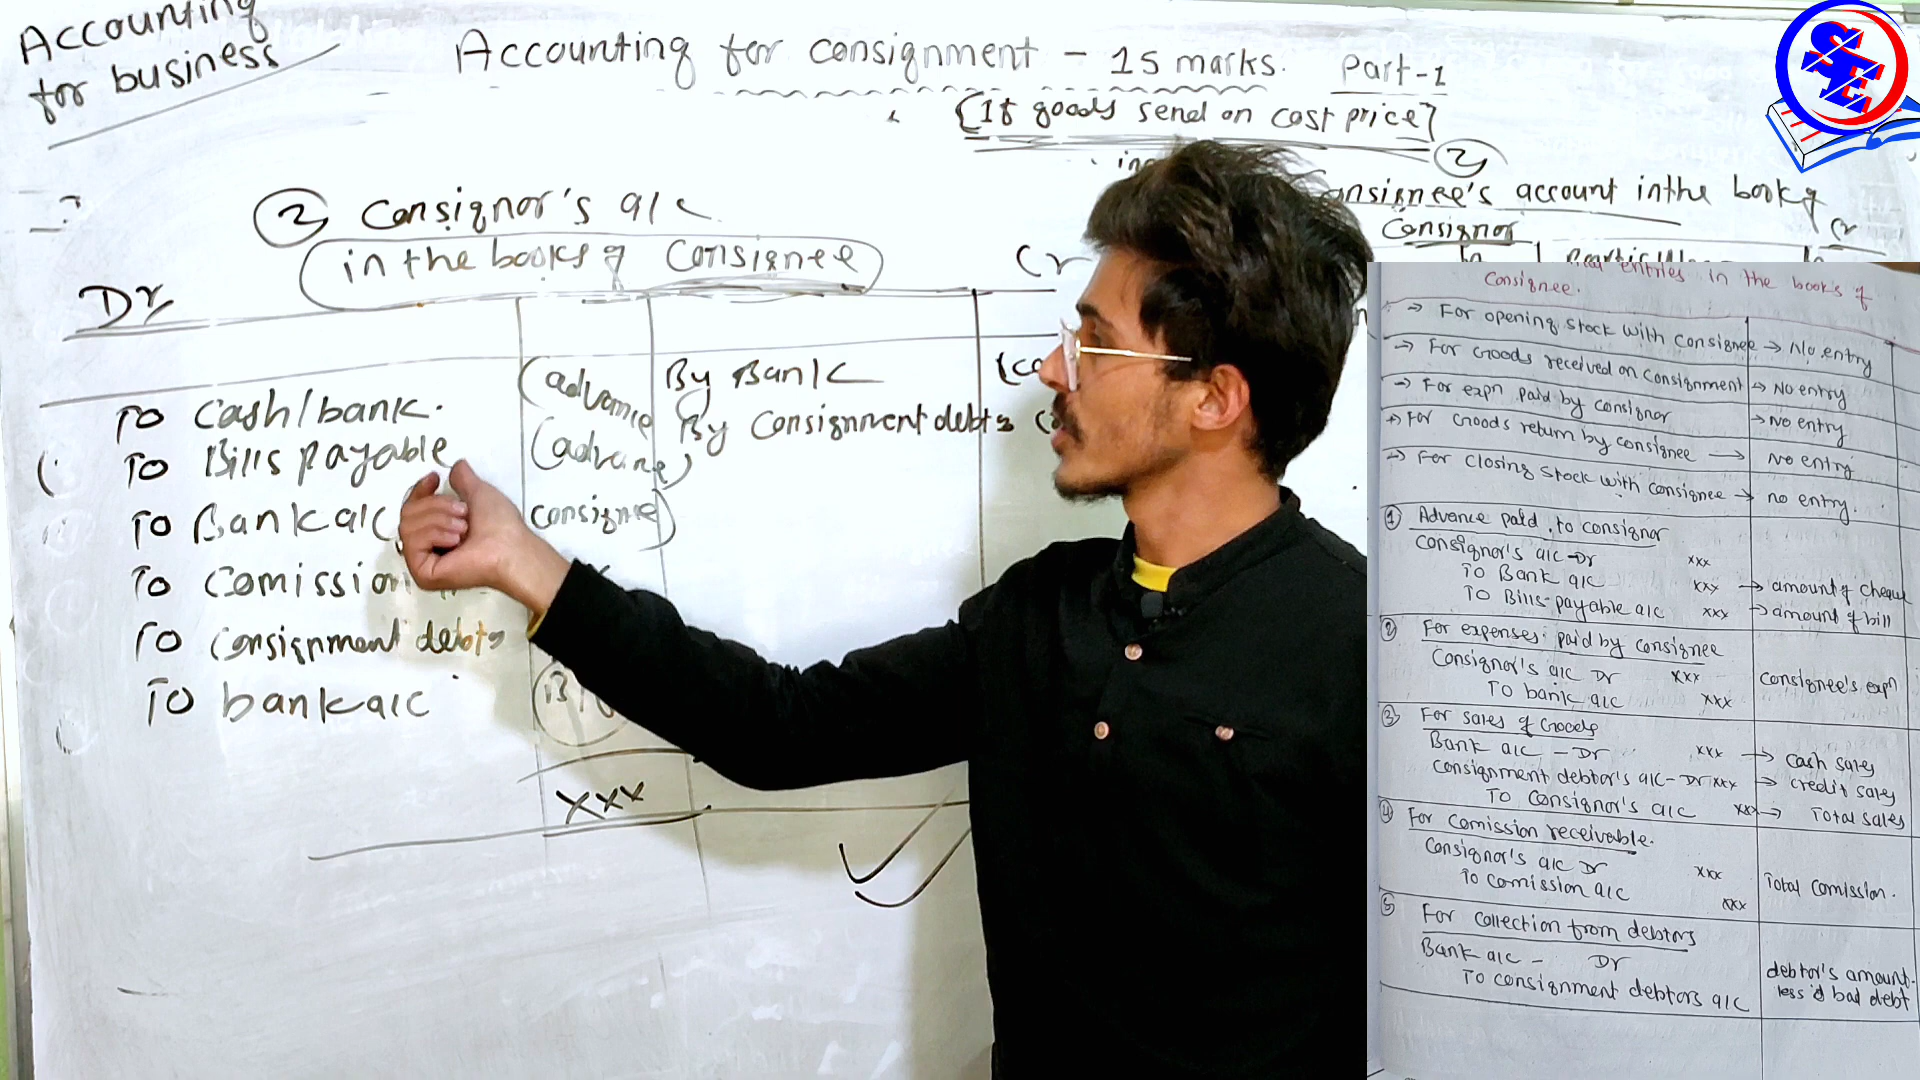 Accounting
for business
Accounting for consignment - 15 marks. Part-1
(If goods send on cost price)
2
2 Consignor's a/c
in the books of Consignee
Dr
Cr
To Cash/bank. (advance
To Bills payable (advane)
To Bank a/c consignee)
To Comission
To Consignment debts
To bank a/c
xxx
By Bank
By Consignment debts
onsignee's account in the book of
Consignor
Cr
entries in the books of
Consignee.
→ For opening stock with consignee → No entry
→ For Goods received on consignment → No entry
→ For expn paid by consignor → No entry
→ For Goods return by consignee → No entry
→ For closing stock with consignee → no entry.
1 Advance paid to consignor
Consignor's a/c Dr xxx
To Bank a/c xxx → amount of cheque
To Bills payable a/c xxx → amount of bill
2 For expenses paid by consignee
Consignor's a/c Dr xxx
To bank a/c xxx
consignee's expn
3 For sales of Goods
Bank a/c - Dr xxx → cash sales
Consignment debtor's a/c - Dr xxx → credit sales
To Consignor's a/c xxx → Total sales
4 For comission receivable.
Consignor's a/c Dr xxx
To comission a/c xxx
Total comission.
5 For collection from debtors
Bank a/c - Dr
To consignment debtors a/c
debtor's amount
less bad debt